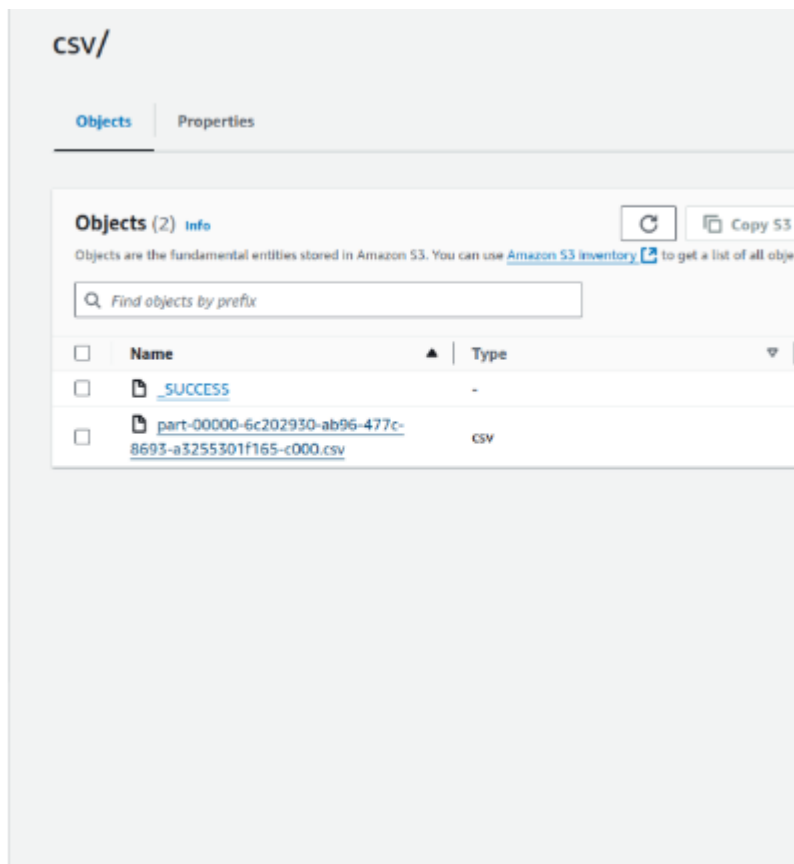 csv/
Objects Properties
Objects (2) Info
Copy S3
Objects are the fundamental entities stored in Amazon S3. You can use Amazon S3 inventory to get a list of all obje
Find objects by prefix
Name Type
_SUCCESS -
part-00000-6c202930-ab96-477c-
8693-a3255301f165-c000.csv
csv